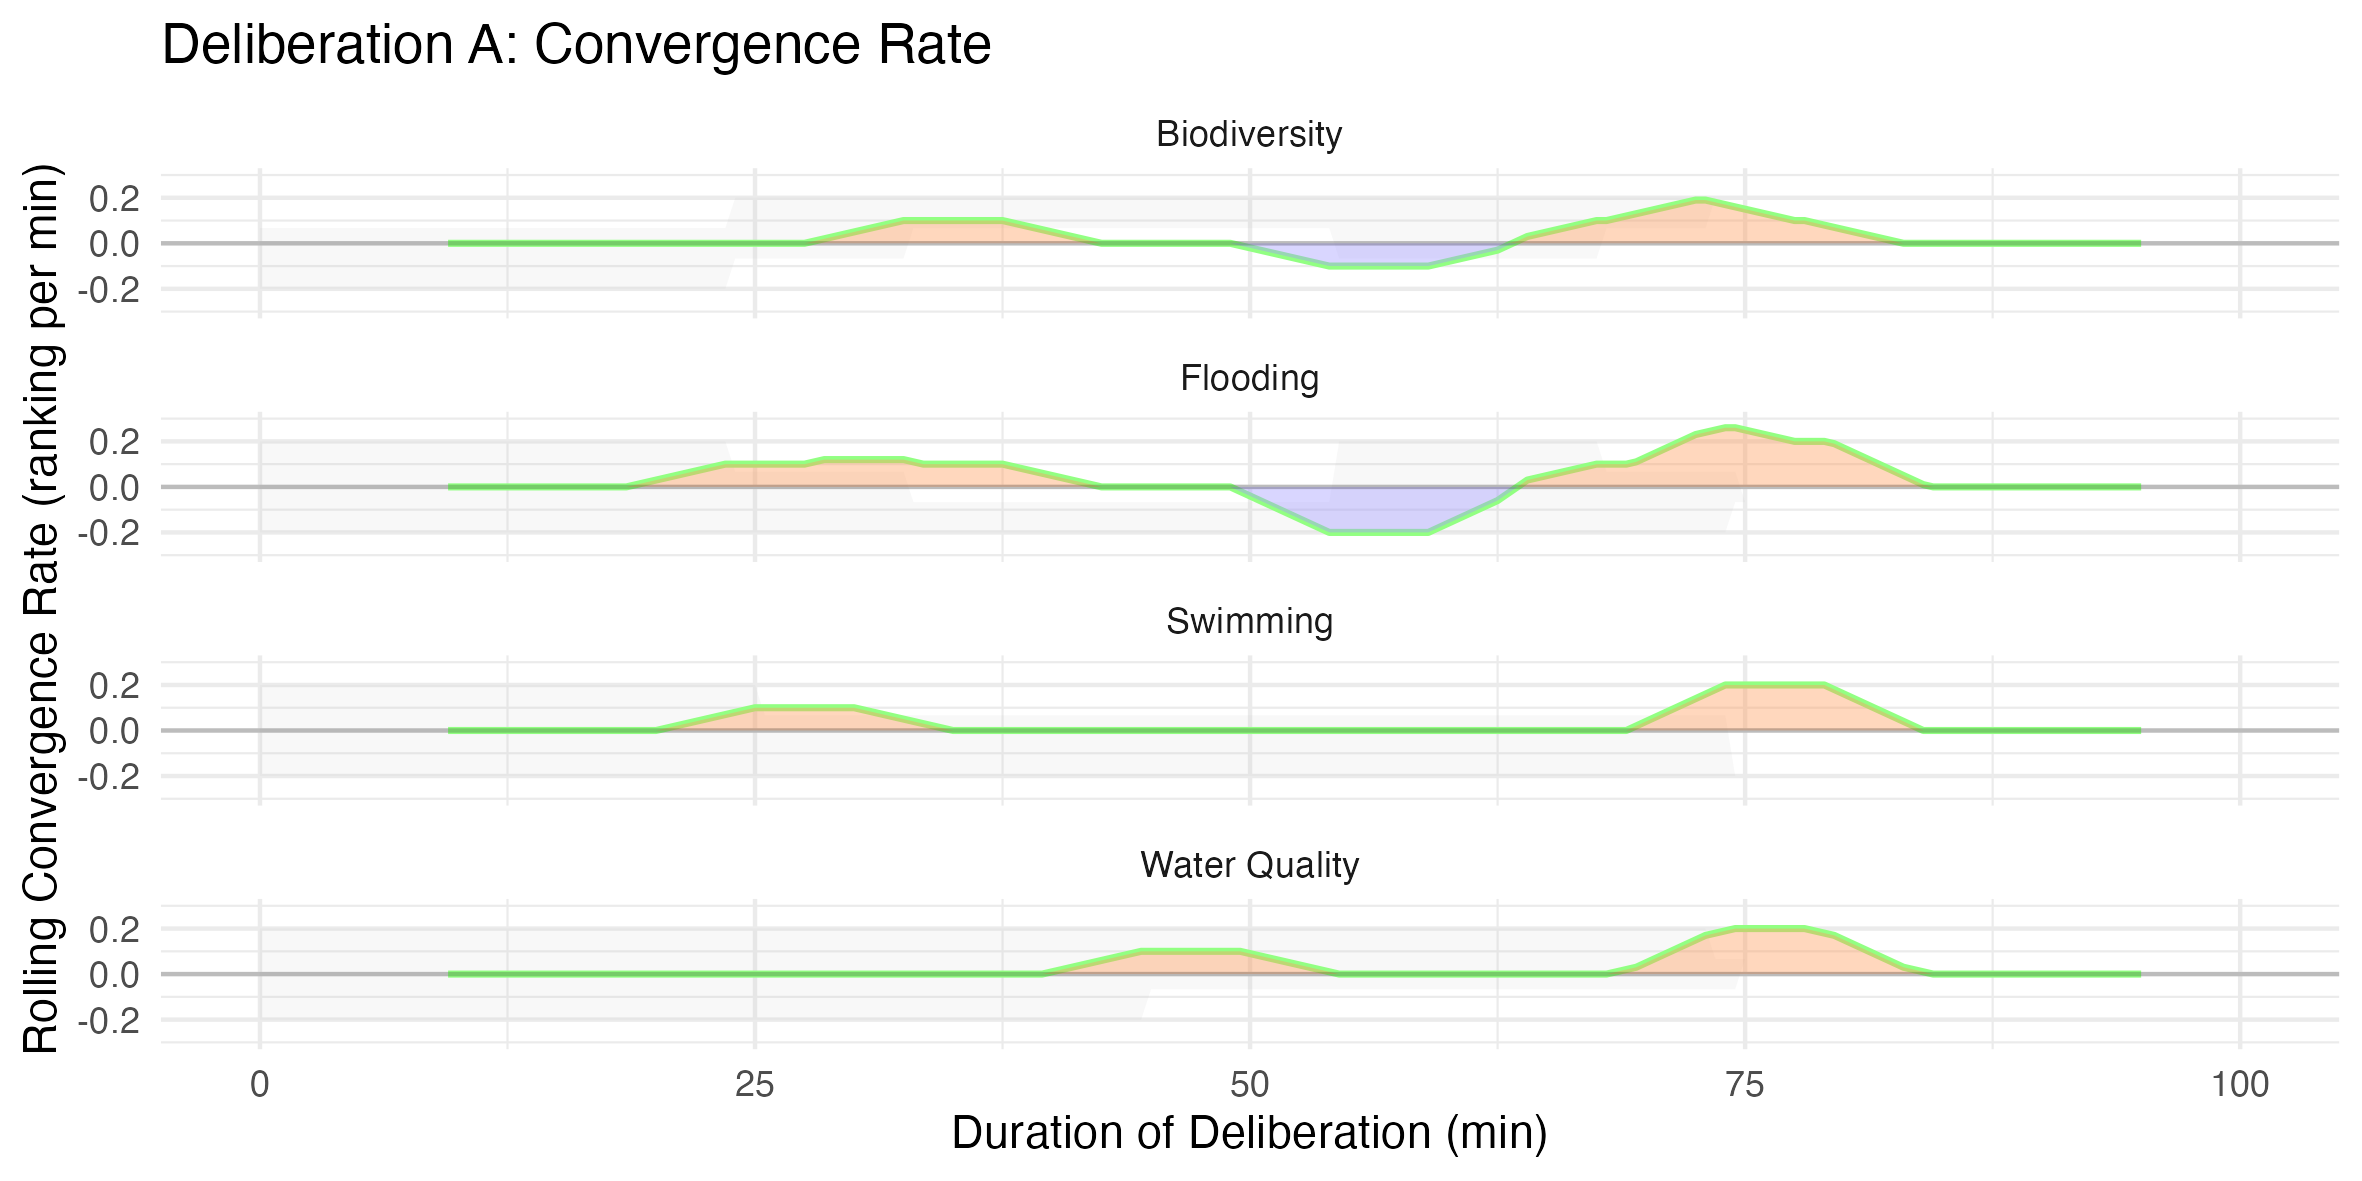 Deliberation A: Convergence Rate
Rolling Convergence Rate (ranking per min)
Biodiversity
0.2
0.0
-0.2
Flooding
0.2
0.0
-0.2
Swimming
0.2
0.0
-0.2
Water Quality
0.2
0.0
-0.2
0 25 50 75 100
Duration of Deliberation (min)